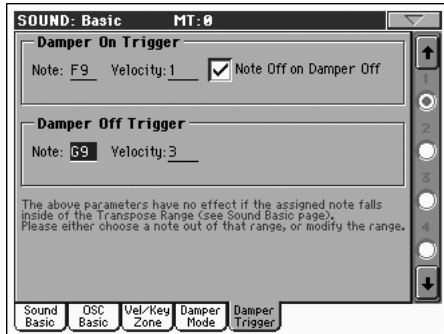 SOUND: Basic MT:0
Damper On Trigger
Note: F9 Velocity: 1 Note Off on Damper Off
Damper Off Trigger
Note: G9 Velocity: 3
The above parameters have no effect if the assigned note falls
inside of the Transpose Range (see Sound Basic page).
Please either choose a note out of that range, or modify the range.
1
2
3
4
Sound Basic
OSC Basic
Vel/Key Zone
Damper Mode
Damper Trigger